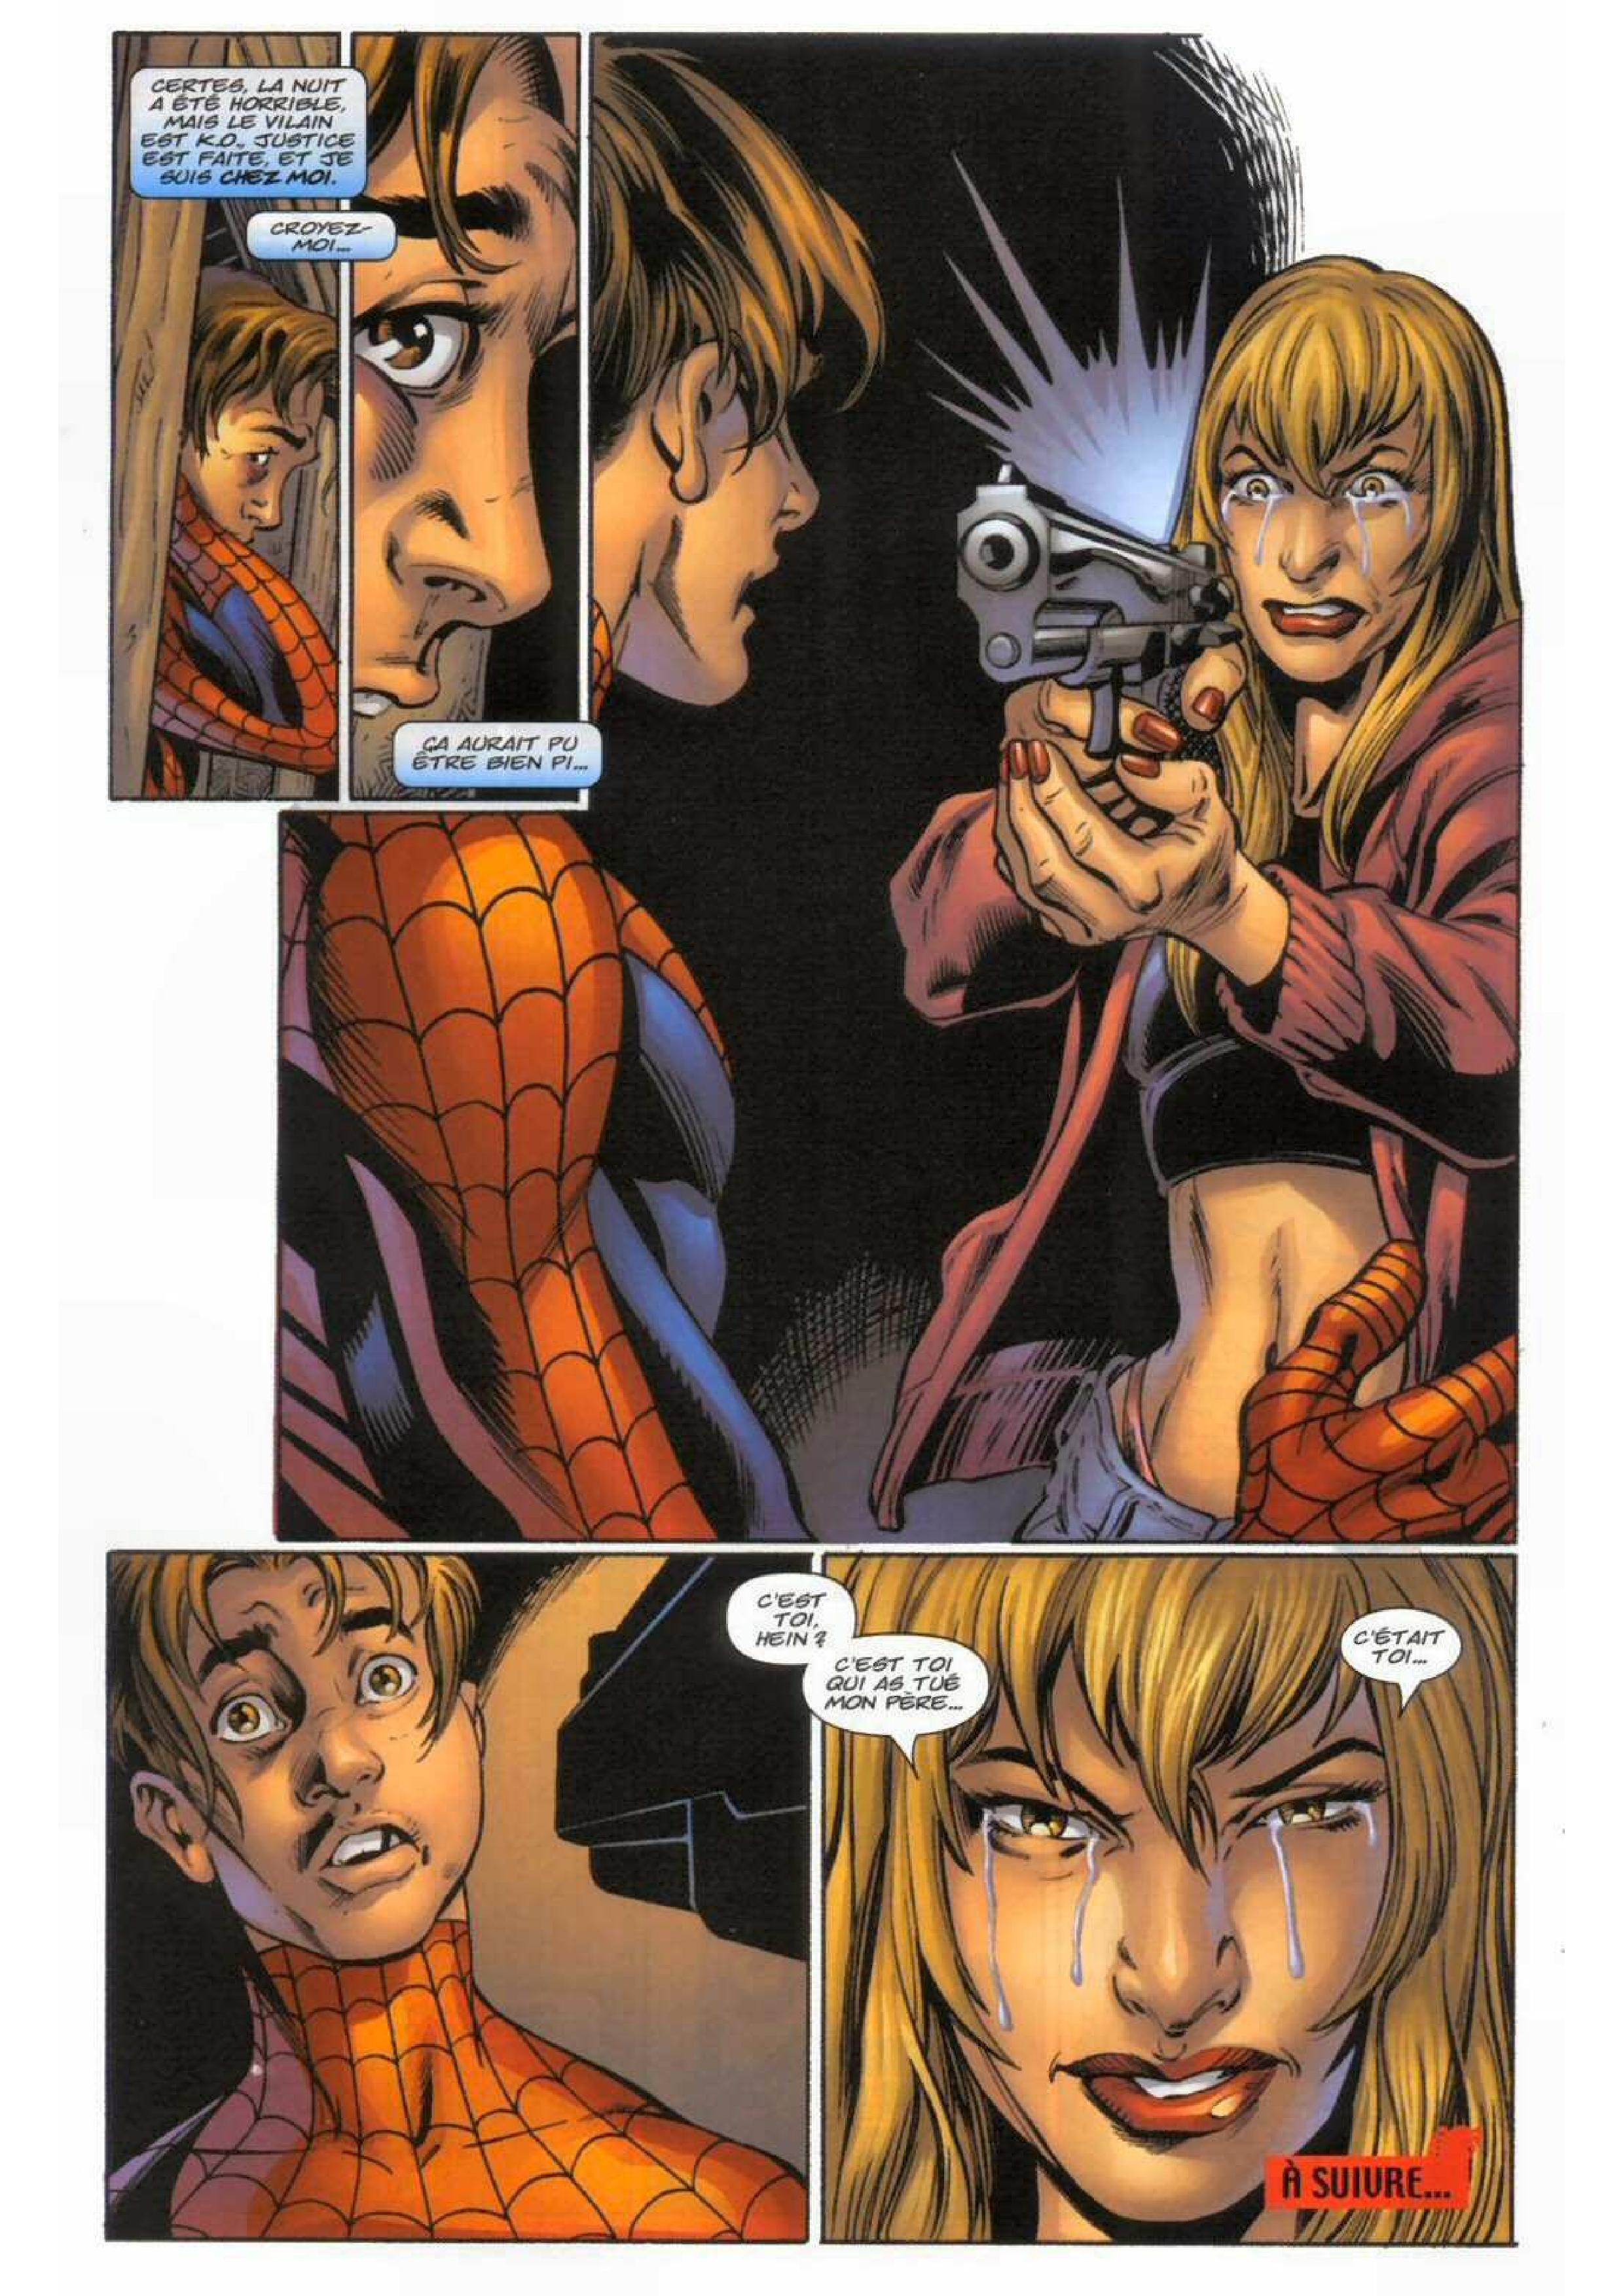 CERTES, LA NUIT
A ÉTÉ HORRIBLE,
MAIS LE VILAIN
EST K.O., JUSTICE
EST FAITE, ET JE
SUIS CHEZ MOI.
CROYEZ-
MOI...
ÇA AURAIT PU
ÊTRE BIEN PI...
C'EST
TOI,
HEIN ?
C'EST TOI
QUI AS TUÉ
MON PÈRE...
C'ÉTAIT
TOI...
À SUIVRE...